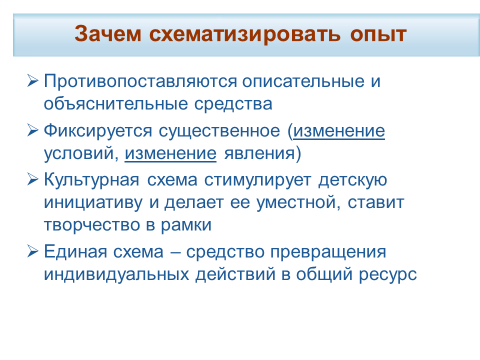 Зачем схематизировать опыт
Противопоставляются описательные и
объяснительные средства
Фиксируется существенное (изменение
условий, изменение явления)
Культурная схема стимулирует детскую
инициативу и делает ее уместной, ставит
творчество в рамки
Единая схема – средство превращения
индивидуальных действий в общий ресурс